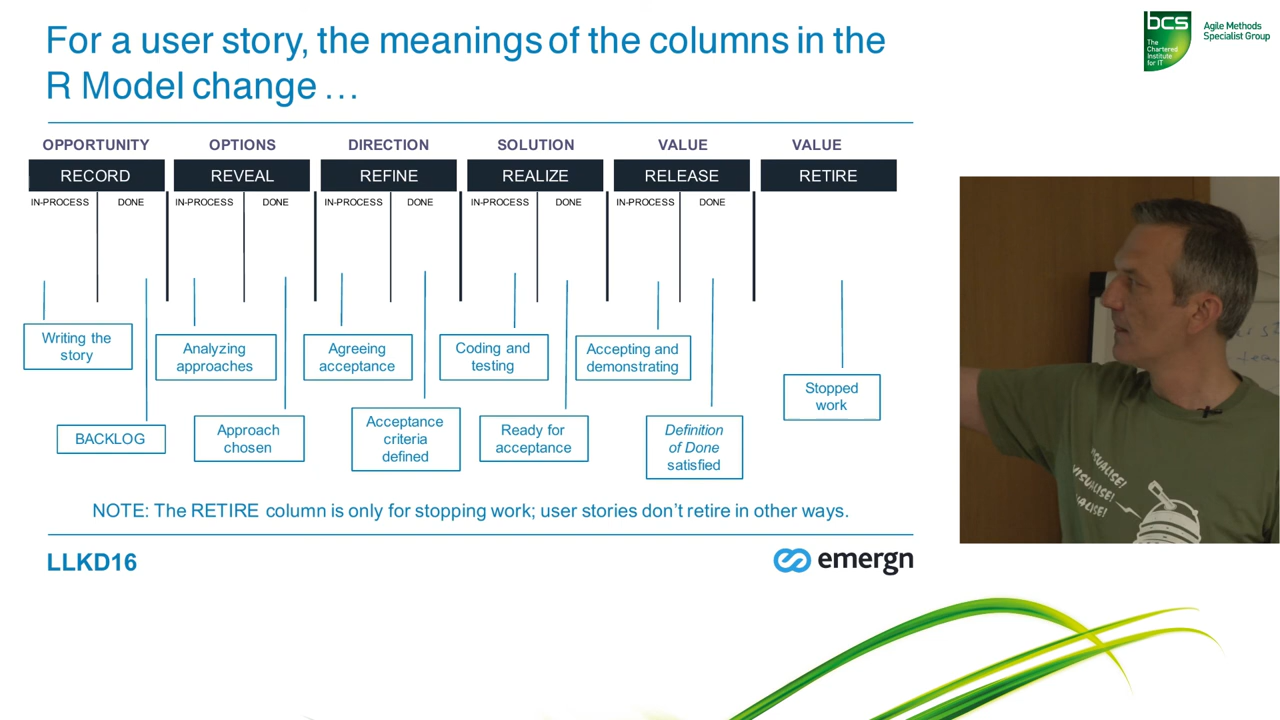 For a user story, the meanings of the columns in the
R Model change …
bcs
The
Chartered
Institute
for IT
Agile Methods
Specialist Group
OPPORTUNITY OPTIONS DIRECTION SOLUTION VALUE VALUE
RECORD REVEAL REFINE REALIZE RELEASE RETIRE
IN-PROCESS DONE IN-PROCESS DONE IN-PROCESS DONE IN-PROCESS DONE IN-PROCESS DONE
Writing the
story
Analyzing
approaches
Agreeing
acceptance
Coding and
testing
Accepting and
demonstrating
Stopped
work
BACKLOG
Approach
chosen
Acceptance
criteria
defined
Ready for
acceptance
Definition
of Done
satisfied
NOTE: The RETIRE column is only for stopping work; user stories don't retire in other ways.
LLKD16
emergn
VISUALISE!
VISUALISE!